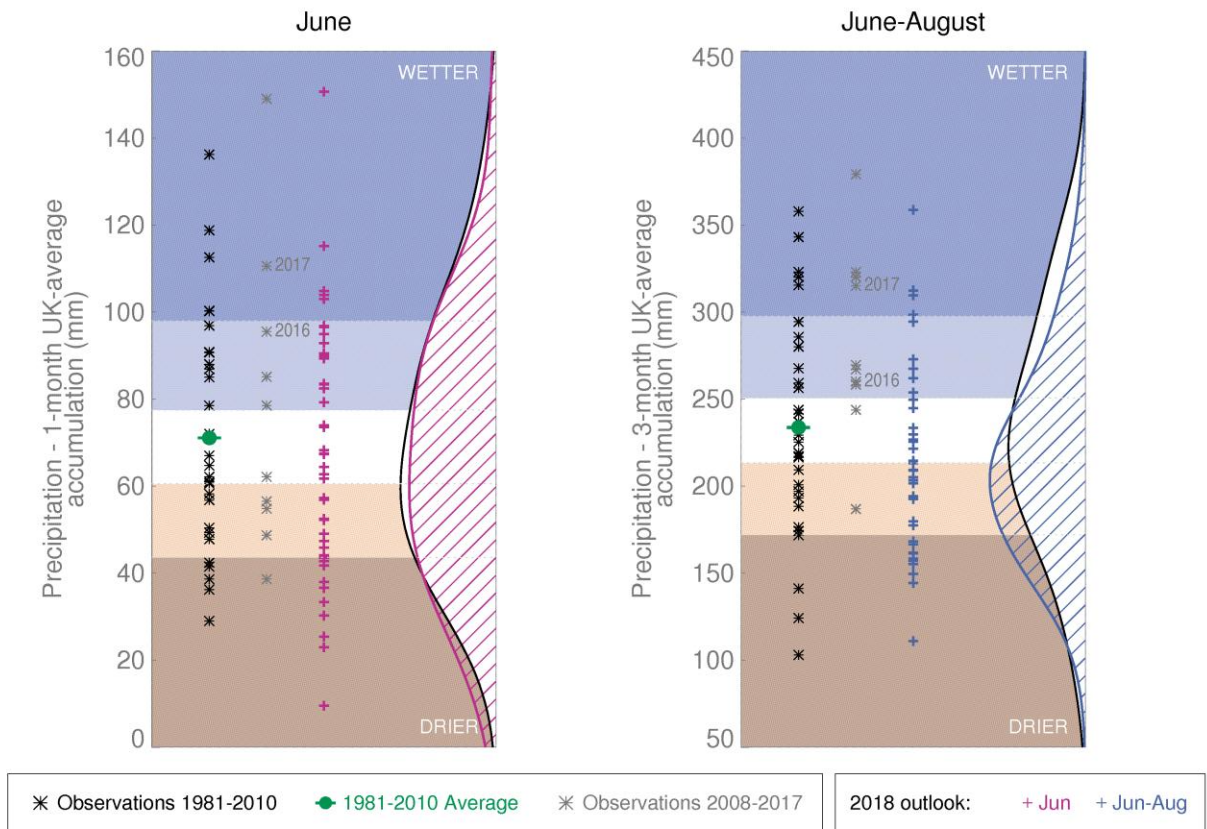 June
June-August
160
140
120
100
80
60
40
20
0
Precipitation - 1-month UK-average
accumulation (mm)
WETTER
2017
2016
DRIER
450
400
350
300
250
200
150
100
50
Precipitation - 3-month UK-average
accumulation (mm)
WETTER
2017
2016
DRIER
Observations 1981-2010
1981-2010 Average
Observations 2008-2017
2018 outlook:
+ Jun
+ Jun-Aug